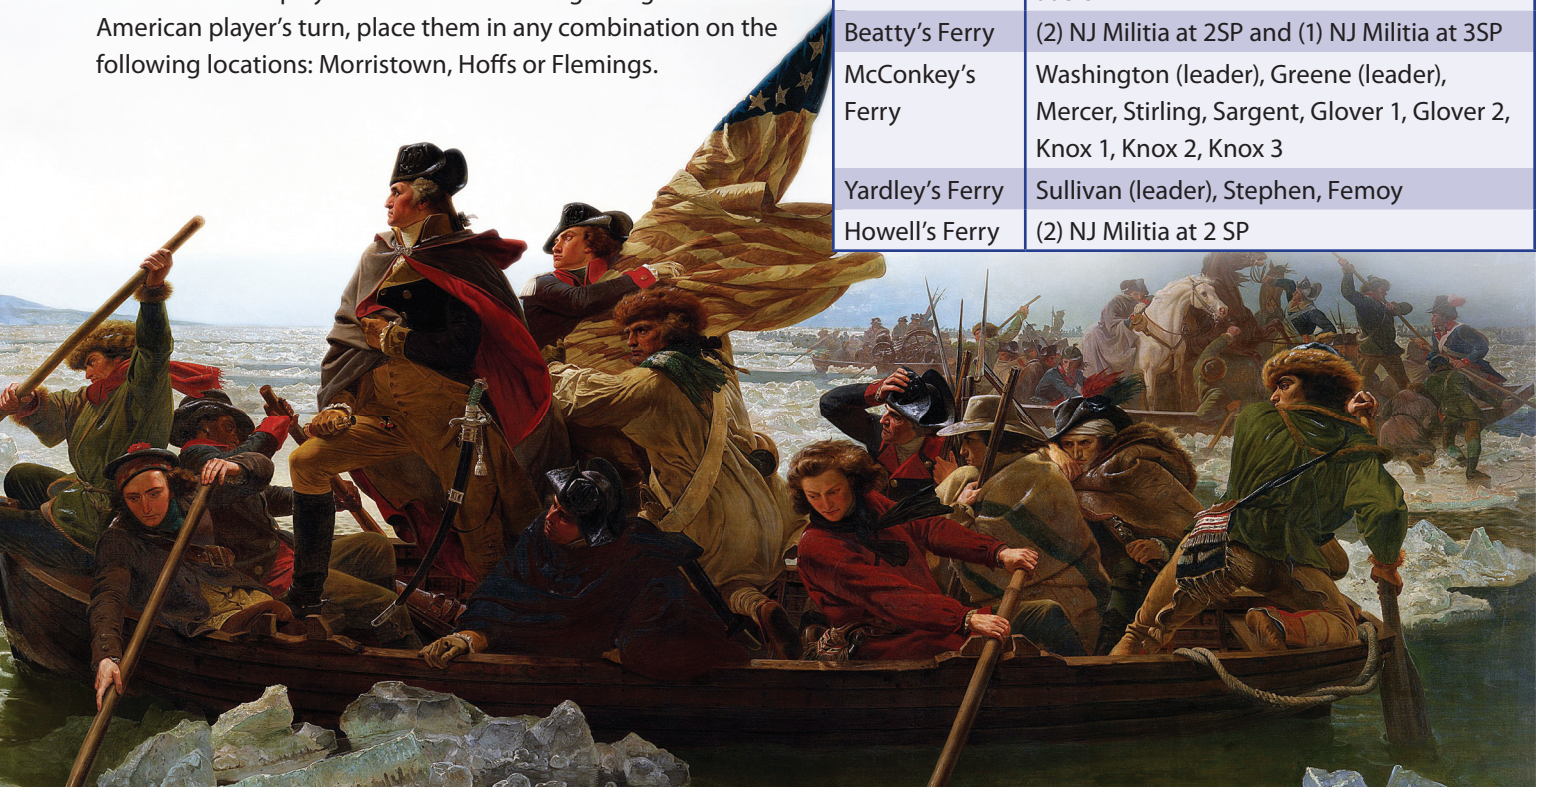 American player's turn, place them in any combination on the
following locations: Morristown, Hoffs or Flemings.
Beatty's Ferry (2) NJ Militia at 2SP and (1) NJ Militia at 3SP
McConkey's Washington (leader), Greene (leader),
Ferry Mercer, Stirling, Sargent, Glover 1, Glover 2,
Knox 1, Knox 2, Knox 3
Yardley's Ferry Sullivan (leader), Stephen, Femoy
Howell's Ferry (2) NJ Militia at 2 SP